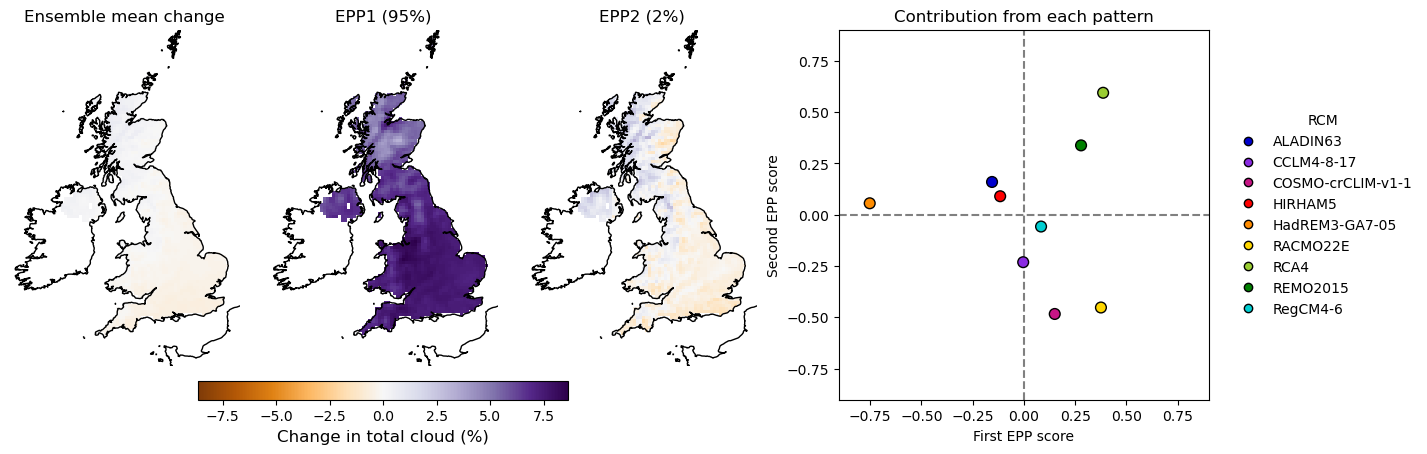 Ensemble mean change
EPP1 (95%)
EPP2 (2%)
Contribution from each pattern
−7.5 −5.0 −2.5 0.0 2.5 5.0 7.5
Change in total cloud (%)
Second EPP score
0.75
0.50
0.25
0.00
−0.25
−0.50
−0.75
−0.75 −0.50 −0.25 0.00 0.25 0.50 0.75
First EPP score
RCM
ALADIN63
CCLM4-8-17
COSMO-crCLIM-v1-1
HIRHAM5
HadREM3-GA7-05
RACMO22E
RCA4
REMO2015
RegCM4-6